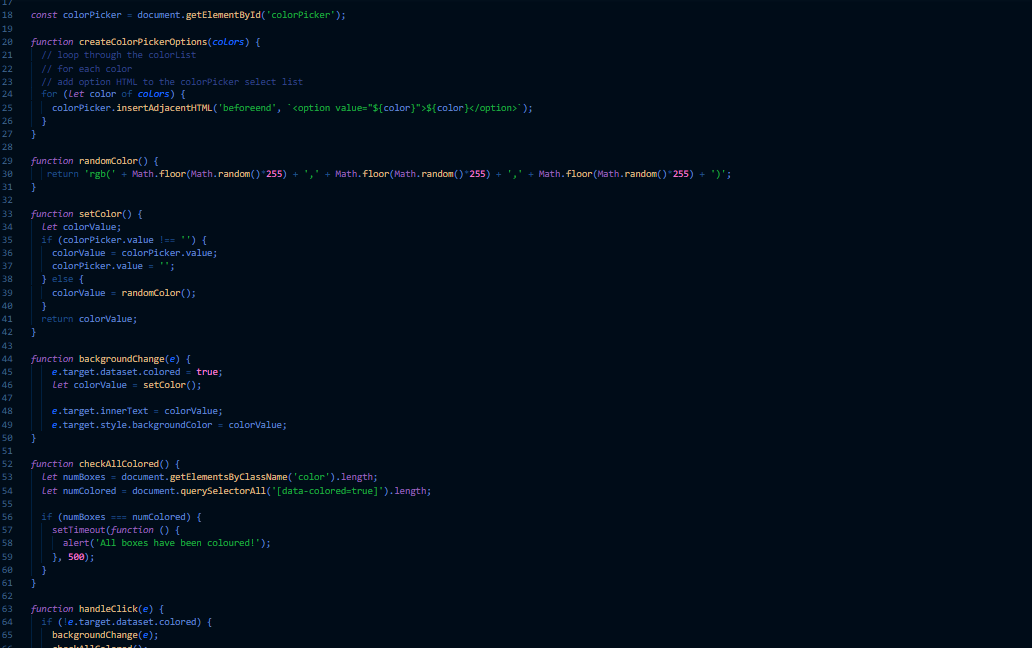 17
18 const colorPicker = document.getElementById('colorPicker');
19
20 function createColorPickerOptions(colors) {
21 // loop through the colorList
22 // for each color
23 // add option HTML to the colorPicker select list
24 for (let color of colors) {
25 colorPicker.insertAdjacentHTML('beforeend', `<option value="${color}">${color}</option>`);
26 }
27 }
28
29 function randomColor() {
30 return 'rgb(' + Math.floor(Math.random()*255) + ',' + Math.floor(Math.random()*255) + ',' + Math.floor(Math.random()*255) + ')';
31 }
32
33 function setColor() {
34 let colorValue;
35 if (colorPicker.value !== '') {
36 colorValue = colorPicker.value;
37 colorPicker.value = '';
38 } else {
39 colorValue = randomColor();
40 }
41 return colorValue;
42 }
43
44 function backgroundChange(e) {
45 e.target.dataset.colored = true;
46 let colorValue = setColor();
47
48 e.target.innerText = colorValue;
49 e.target.style.backgroundColor = colorValue;
50 }
51
52 function checkAllColored() {
53 let numBoxes = document.getElementsByClassName('color').length;
54 let numColored = document.querySelectorAll('[data-colored=true]').length;
55
56 if (numBoxes === numColored) {
57 setTimeout(function () {
58 alert('All boxes have been coloured!');
59 }, 500);
60 }
61 }
62
63 function handleClick(e) {
64 if (!e.target.dataset.colored) {
65 backgroundChange(e);
66 checkAllColored();